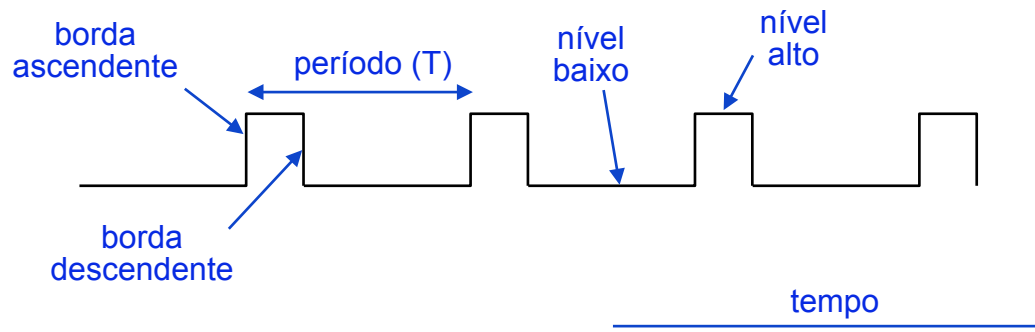 borda
ascendente
período (T)
nível
baixo
nível
alto
borda
descendente
tempo